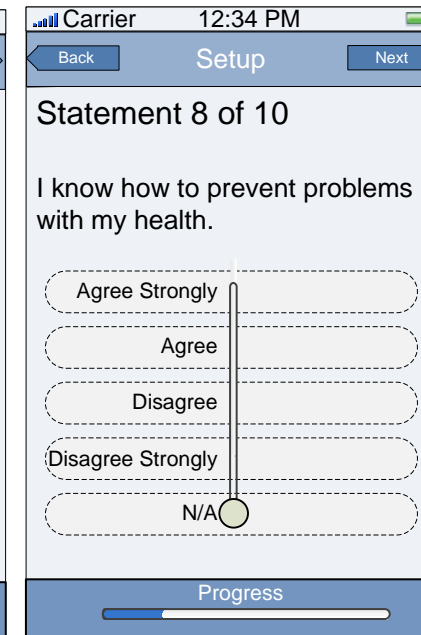 Carrier 12:34 PM
Back Setup Next
Statement 8 of 10
I know how to prevent problems
with my health.
Agree Strongly
Agree
Disagree
Disagree Strongly
N/A
Progress